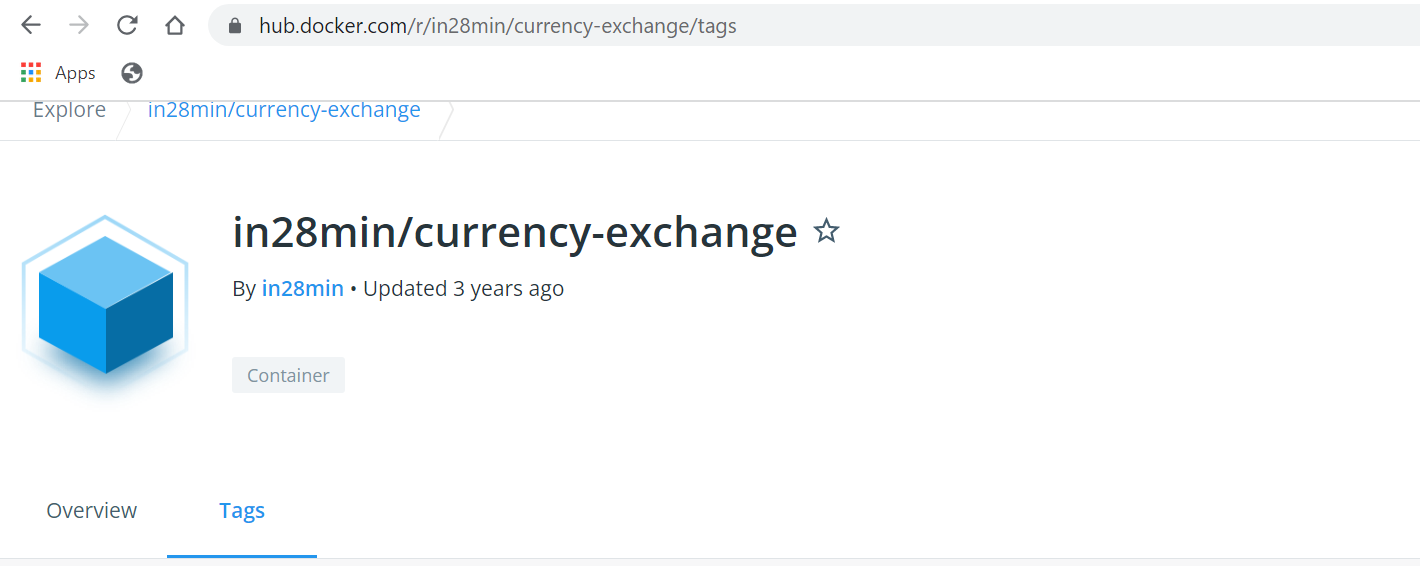 hub.docker.com/r/in28min/currency-exchange/tags
Apps
Explore in28min/currency-exchange
in28min/currency-exchange
By in28min • Updated 3 years ago
Container
Overview Tags